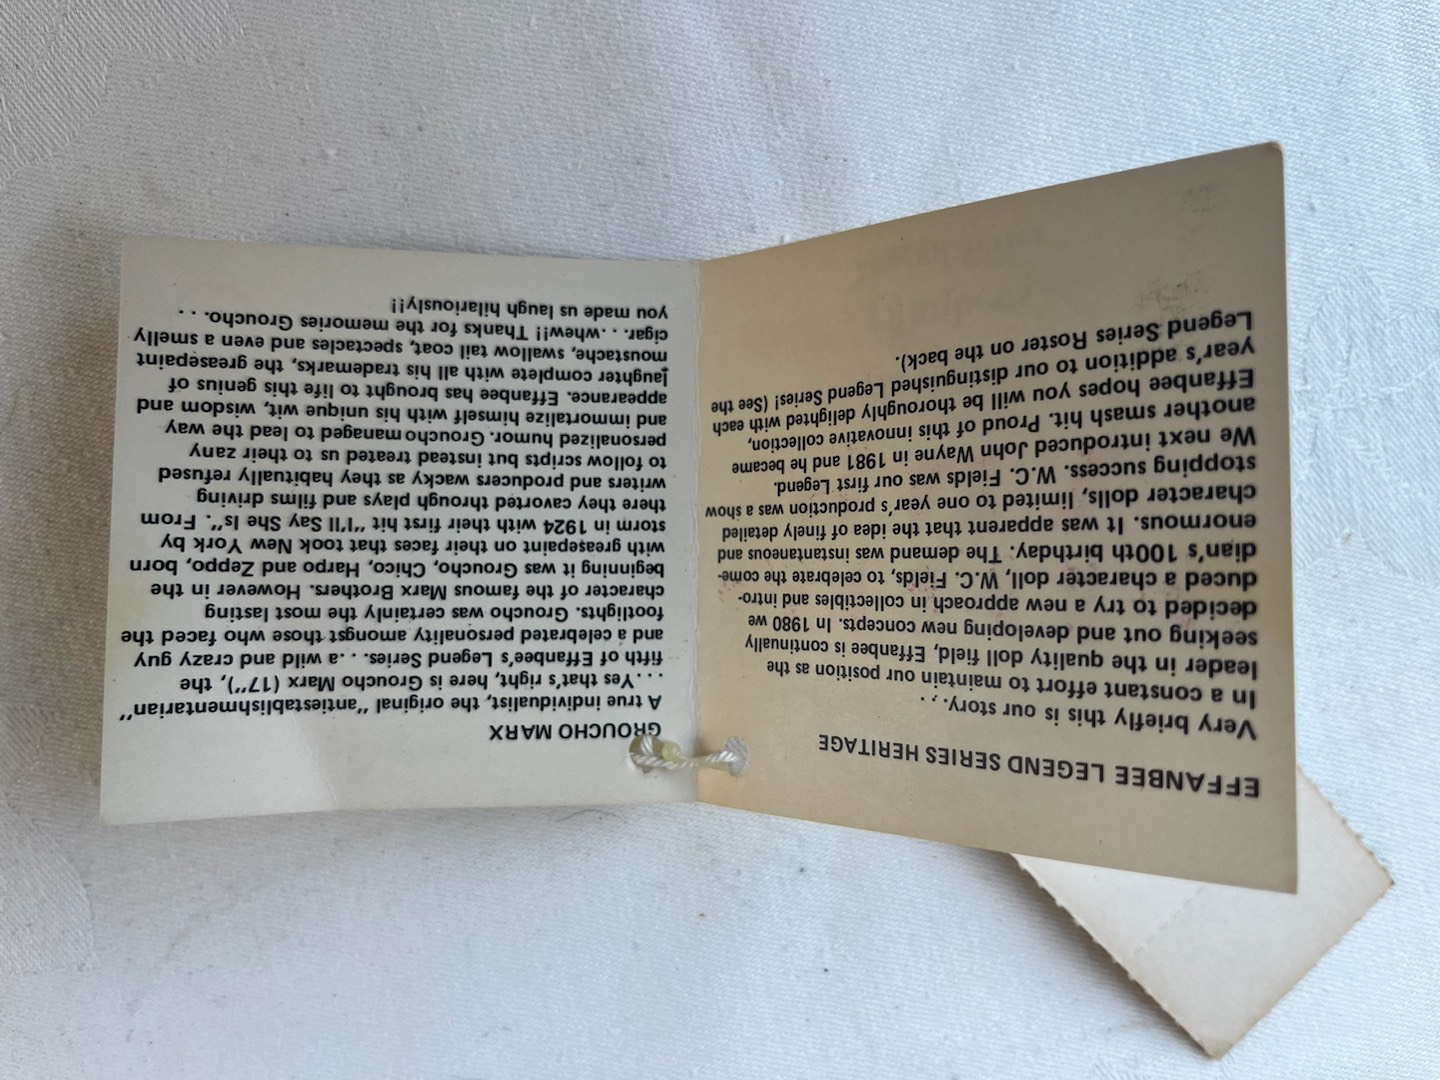 EFFANBEE LEGEND SERIES HERITAGE
Very briefly this is our story. . .
In a constant effort to maintain our position as the
leader in the quality doll field, Effanbee is continually
seeking out and developing new concepts. In 1980 we
decided to try a new approach in collectibles and intro-
duced a character doll, W.C. Fields, to celebrate the come-
dian's 100th birthday. The demand was instantaneous and
enormous. It was apparent that the idea of finely detailed
character dolls, limited to one year's production was a show
stopping success. W.C. Fields was our first Legend.
We next introduced John Wayne in 1981 and he became
another smash hit. Proud of this innovative collection,
Effanbee hopes you will be thoroughly delighted with each
year's addition to our distinguished Legend Series! (See the
Legend Series Roster on the back).
GROUCHO MARX
A true individualist, the original "antiestablishmentarian"
. . .Yes that's right, here is Groucho Marx (17"), the
fifth of Effanbee's Legend Series. . .a wild and crazy guy
and a celebrated personality amongst those who faced the
footlights. Groucho was certainly the most lasting
character of the famous Marx Brothers. However in the
beginning it was Groucho, Chico, Harpo and Zeppo, born
with greasepaint on their faces that took New York by
storm in 1924 with their first hit "I'll Say She Is". From
there they cavorted through plays and films driving
writers and producers wacky as they habitually refused
to follow scripts but instead treated us to their zany
personalized humor. Groucho managed to lead the way
and immortalize himself with his unique wit, wisdom and
appearance. Effanbee has brought to life this genius of
laughter complete with all his trademarks, the greasepaint
moustache, swallow tail coat, spectacles and even a smelly
cigar. . .whew!! Thanks for the memories Groucho. . .
you made us laugh hilariously!!